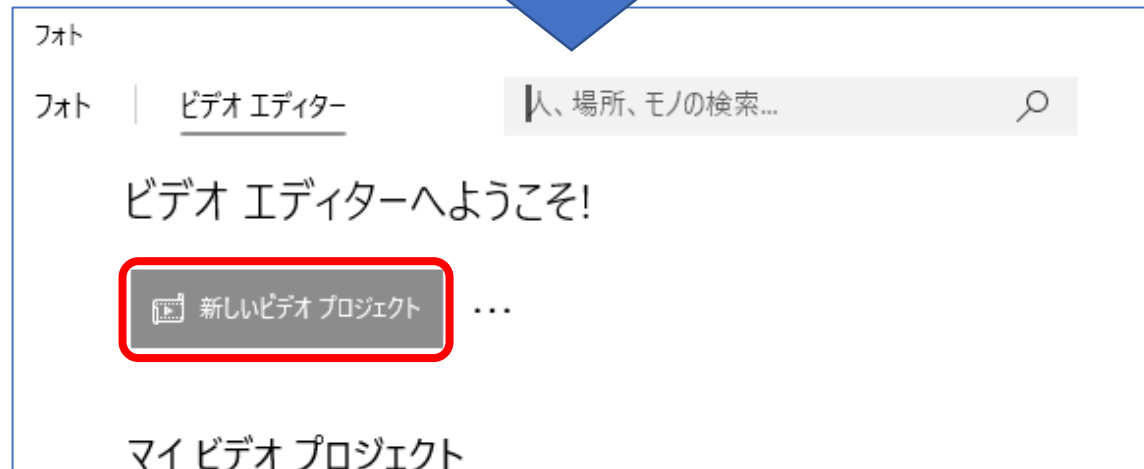 フォト
フォト ビデオ エディター 人、場所、モノの検索...
ビデオ エディターへようこそ!
新しいビデオ プロジェクト ...
マイ ビデオ プロジェクト